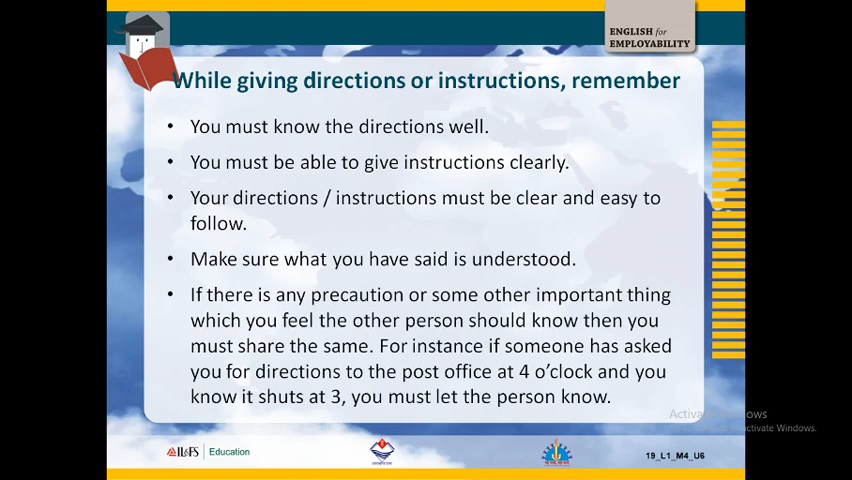 ENGLISH for
EMPLOYABILITY
While giving directions or instructions, remember
• You must know the directions well.
• You must be able to give instructions clearly.
• Your directions / instructions must be clear and easy to
follow.
• Make sure what you have said is understood.
• If there is any precaution or some other important thing
which you feel the other person should know then you
must share the same. For instance if someone has asked
you for directions to the post office at 4 o’clock and you
know it shuts at 3, you must let the person know.
IL&FS Education
19_L1_M4_U6